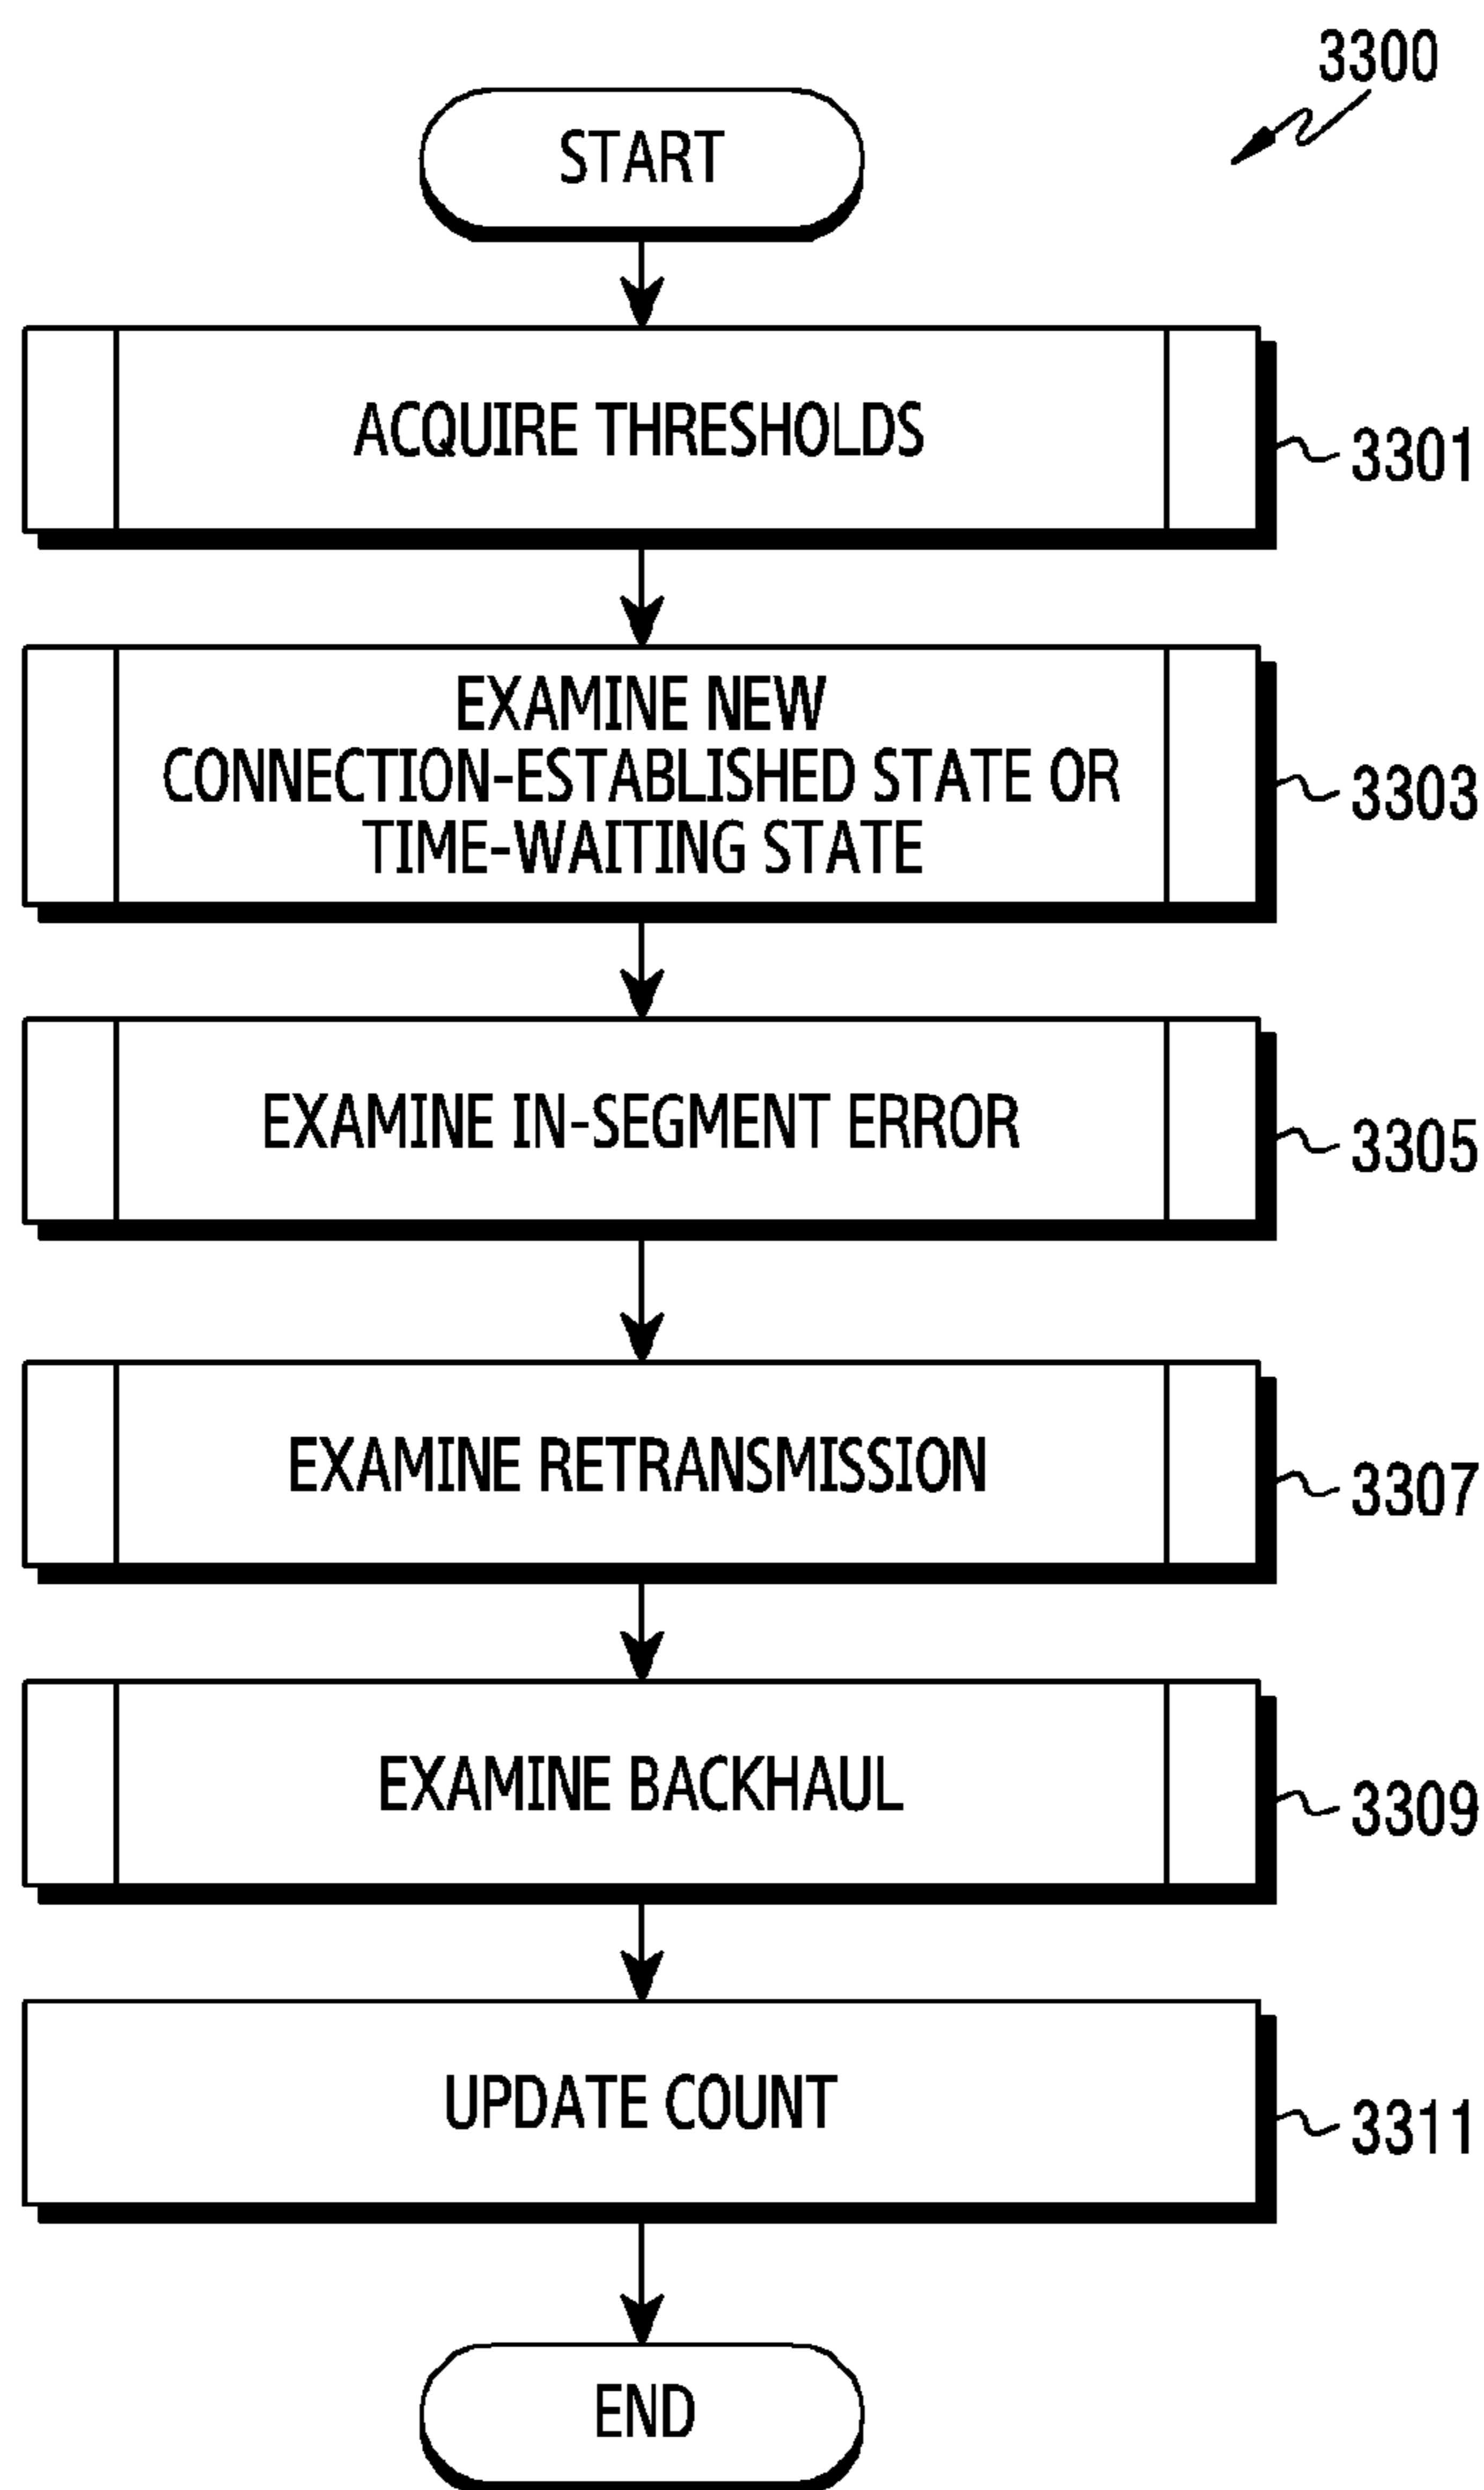 3300
START
ACQUIRE THRESHOLDS
3301
EXAMINE NEW
CONNECTION-ESTABLISHED STATE OR
TIME-WAITING STATE
3303
EXAMINE IN-SEGMENT ERROR
3305
EXAMINE RETRANSMISSION
3307
EXAMINE BACKHAUL
3309
UPDATE COUNT
3311
END